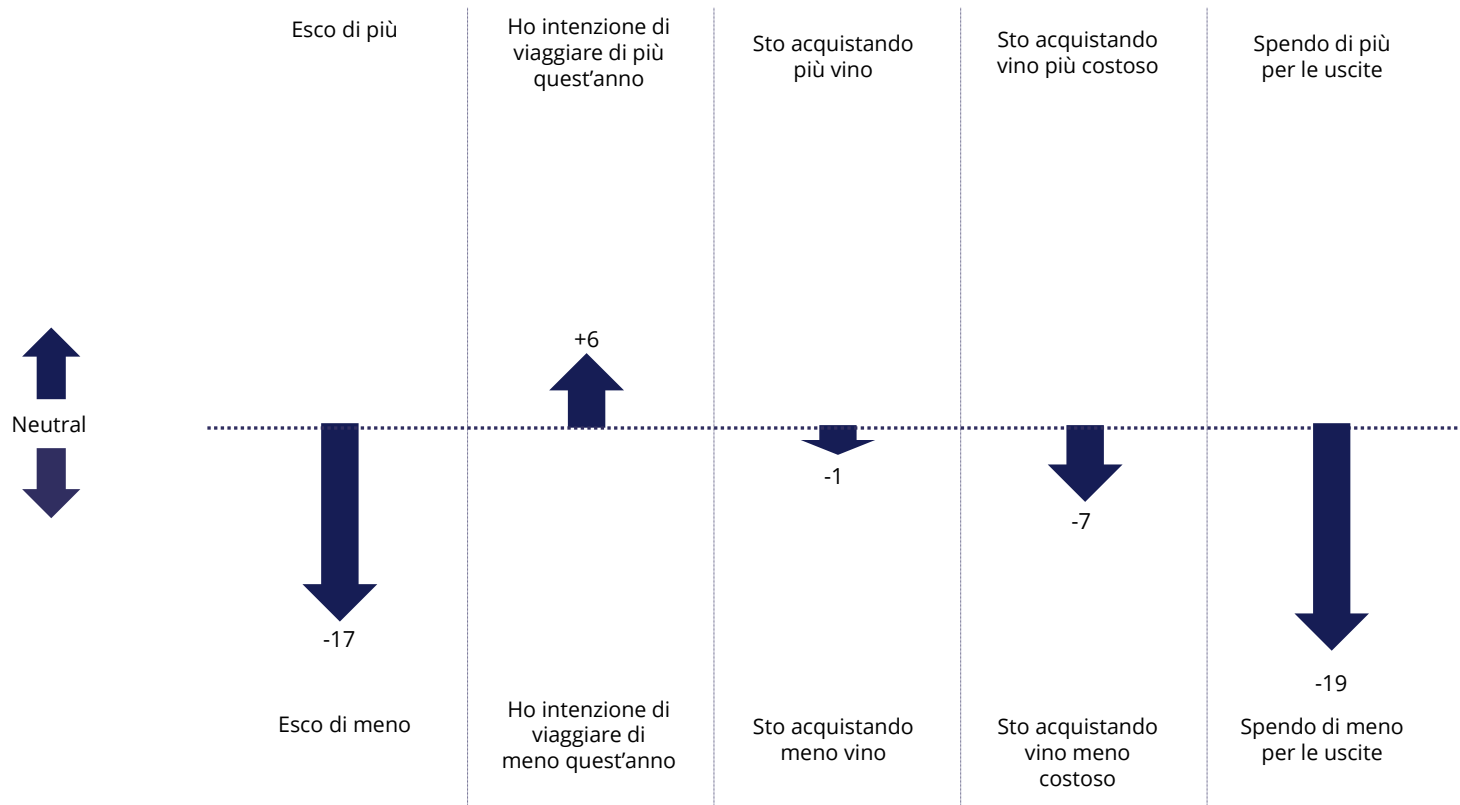 Esco di più
Ho intenzione di
viaggiare di più
quest’anno
Sto acquistando
più vino
Sto acquistando
vino più costoso
Spendo di più
per le uscite
Neutral
-17
+6
-1
-7
-19
Esco di meno
Ho intenzione di
viaggiare di
meno quest’anno
Sto acquistando
meno vino
Sto acquistando
vino meno
costoso
Spendo di meno
per le uscite